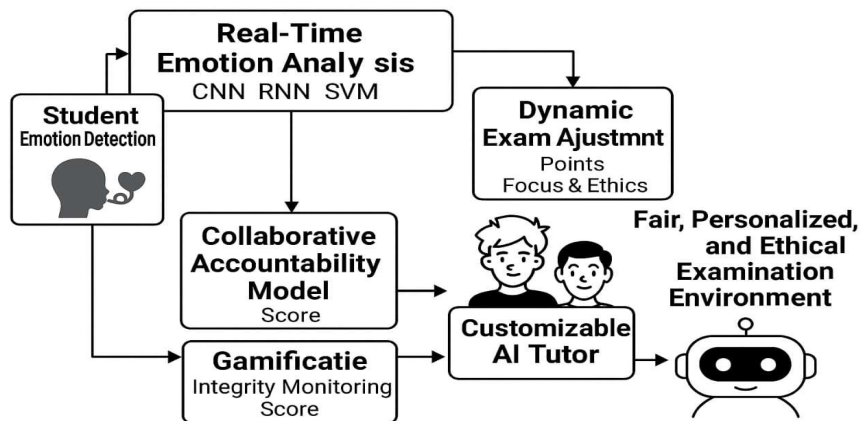 Real-Time
Emotion Analy sis
CNN RNN SVM
Student
Emotion Detection
Dynamic
Exam Ajustmnt
Points
Focus & Ethics
Collaborative
Accountability
Model
Score
Fair, Personalized,
and Ethical
Examination
Environment
Customizable
AI Tutor
Gamificatie
Integrity Monitoring
Score